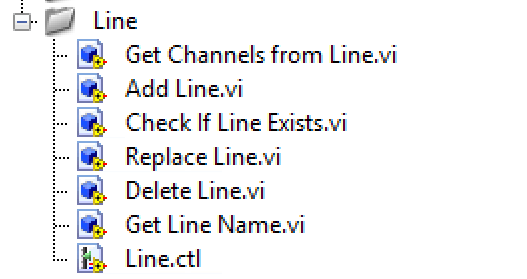 Line
Get Channels from Line.vi
Add Line.vi
Check If Line Exists.vi
Replace Line.vi
Delete Line.vi
Get Line Name.vi
Line.ctl